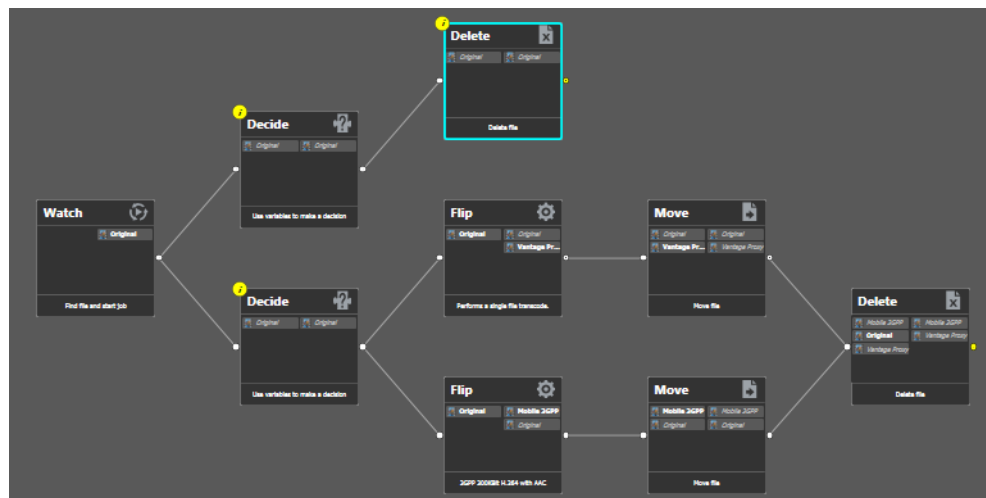 Delete
Original Original
Delete file
Decide
Original Original
Use variables to make a decision
Watch
Original
Find file and start job
Flip
Original Original
Vantage Pr...
Performs a single file transcode.
Move
Original Original
Vantage Pr... Vantage Proxy
Move file
Decide
Original Original
Use variables to make a decision
Delete
Mobile 3GPP Mobile 3GPP
Original Vantage Proxy
Vantage Proxy
Delete file
Flip
Original Mobile 3GPP
Original
3GPP 200KBit H.264 with AAC
Move
Mobile 3GPP Mobile 3GPP
Original Original
Move file